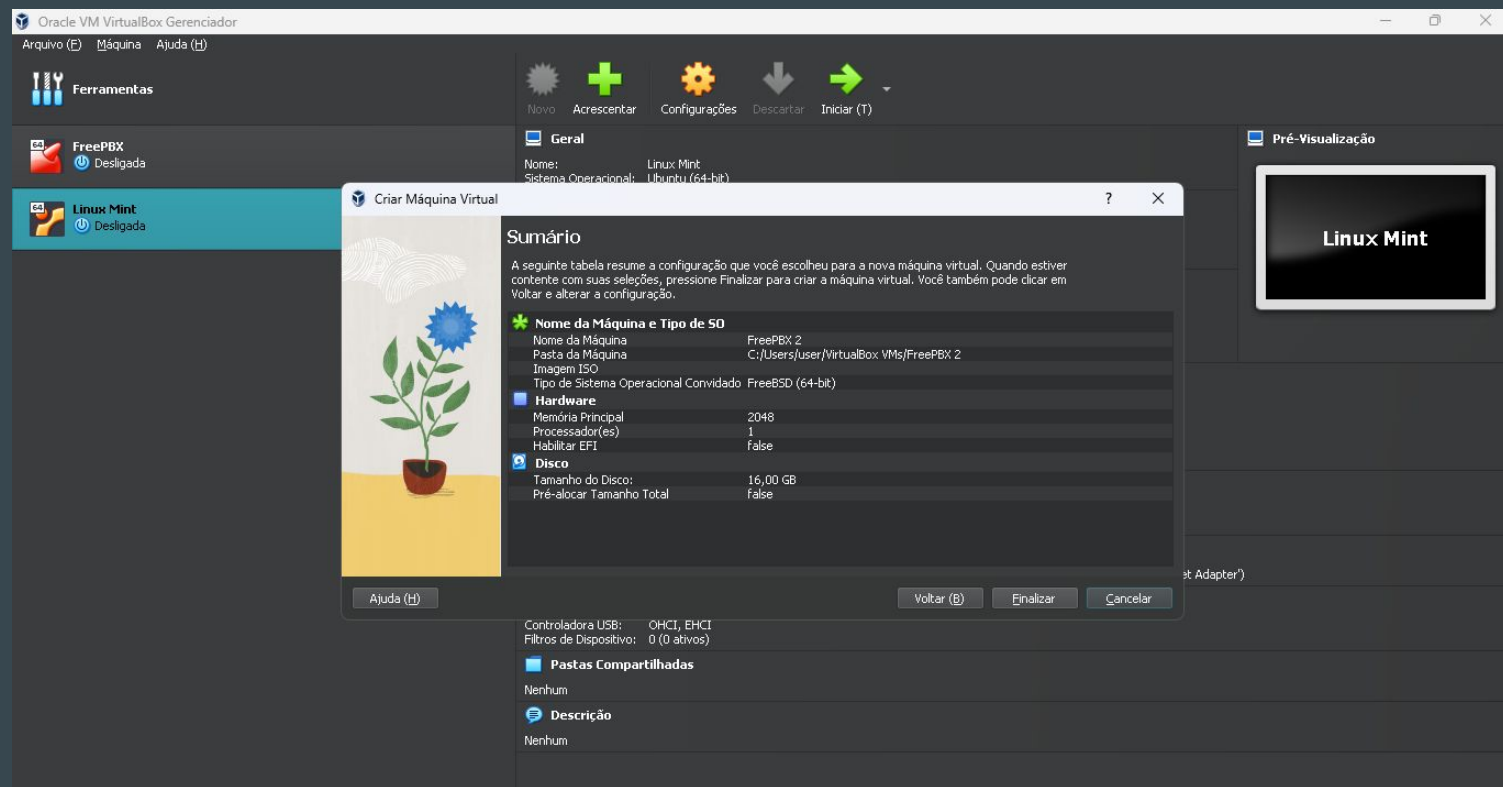 Oracle VM VirtualBox Gerenciador
Arquivo (F) Máquina Ajuda (H)
Ferramentas
Novo Acrescentar Configurações Descartar Iniciar (T)
64
FreePBX
Desligada
64
Linux Mint
Desligada
Geral
Nome: Linux Mint
Sistema Operacional: Ubuntu (64-bit)
Pré-Visualização
Linux Mint
Criar Máquina Virtual ?
Sumário
A seguinte tabela resume a configuração que você escolheu para a nova máquina virtual. Quando estiver
contente com suas seleções, pressione Finalizar para criar a máquina virtual. Você também pode clicar em
Voltar e alterar a configuração.
Nome da Máquina e Tipo de SO
Nome da Máquina FreePBX 2
Pasta da Máquina C:/Users/user/VirtualBox VMs/FreePBX 2
Imagem ISO
Tipo de Sistema Operacional Convidado FreeBSD (64-bit)
Hardware
Memória Principal 2048
Processador(es) 1
Habilitar EFI false
Disco
Tamanho do Disco: 16,00 GB
Pré-alocar Tamanho Total false
Ajuda (H) Voltar (B) Finalizar Cancelar
et Adapter')
Controladora USB: OHCI, EHCI
Filtros de Dispositivo: 0 (0 ativos)
Pastas Compartilhadas
Nenhum
Descrição
Nenhum